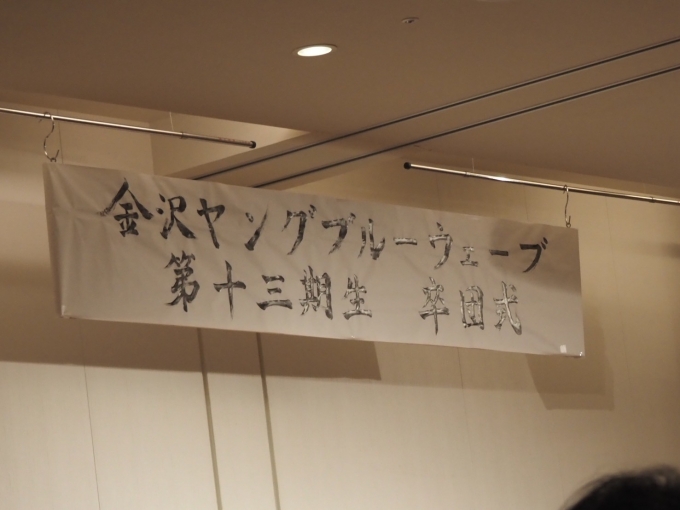 金沢ヤングブルーウェーブ
第十三期生 卒団式